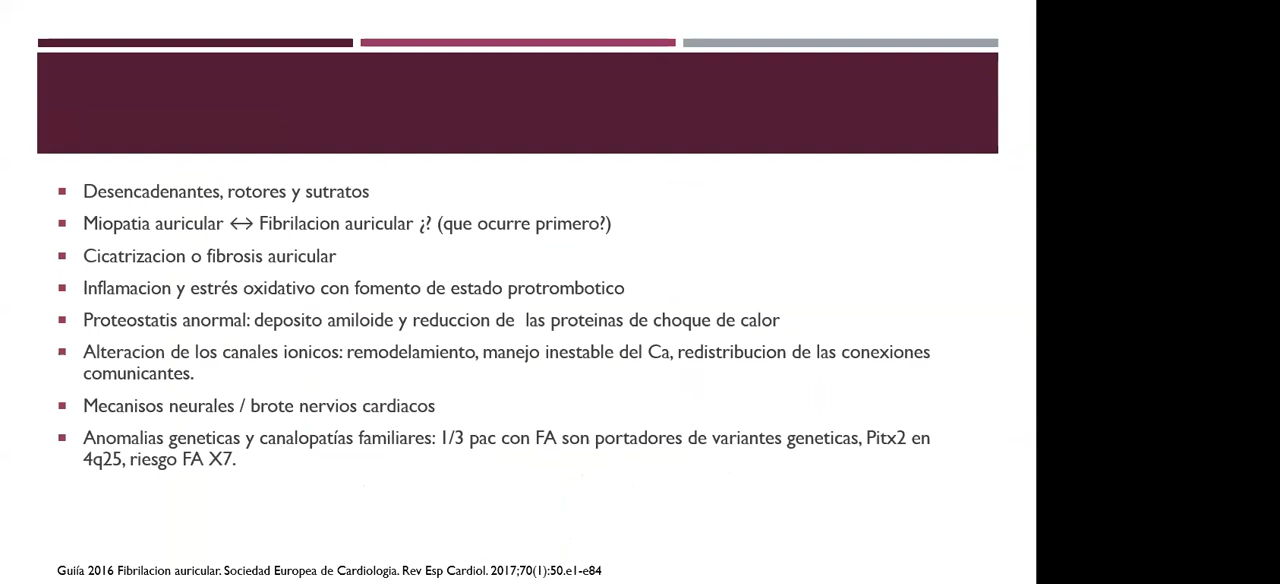 Desencadenantes, rotores y sutratos
Miopatia auricular ↔ Fibrilacion auricular ¿? (que ocurre primero?)
Cicatrizacion o fibrosis auricular
Inflamacion y estrés oxidativo con fomento de estado protrombotico
Proteostatis anormal: deposito amiloide y reduccion de  las proteinas de choque de calor
Alteracion de los canales ionicos: remodelamiento, manejo inestable del Ca, redistribucion de las conexiones
comunicantes.
Mecanisos neurales / brote nervios cardiacos
Anomalias geneticas y canalopatías familiares: 1/3 pac con FA son portadores de variantes geneticas, Pitx2 en
4q25, riesgo FA X7.
Guiía 2016 Fibrilacion auricular. Sociedad Europea de Cardiologia. Rev Esp Cardiol. 2017;70(1):50.e1-e84